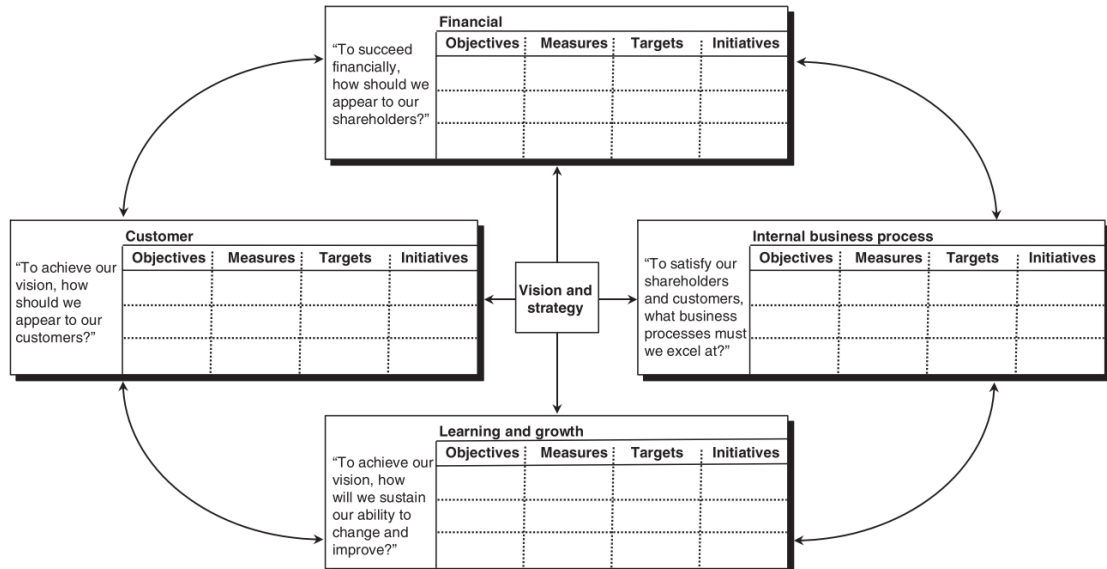 Financial
Objectives Measures Targets Initiatives
“To succeed
financially,
how should we
appear to our
shareholders?”
Customer
Objectives Measures Targets Initiatives
“To achieve our
vision, how
should we
appear to our
customers?”
Vision and
strategy
Internal business process
Objectives Measures Targets Initiatives
“To satisfy our
shareholders
and customers,
what business
processes must
we excel at?”
Learning and growth
Objectives Measures Targets Initiatives
“To achieve our
vision, how
will we sustain
our ability to
change and
improve?”